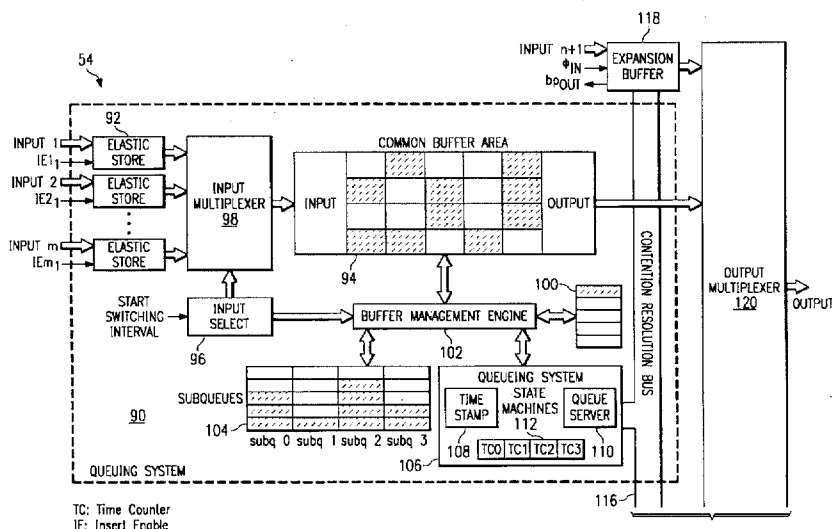 118
INPUT n+1
ΦIN
bpOUT
EXPANSION
BUFFER
54
92
INPUT 1
IE1₁
ELASTIC
STORE
INPUT 2
IE2₁
ELASTIC
STORE
INPUT m
IEm₁
ELASTIC
STORE
INPUT
MULTIPLEXER
98
COMMON BUFFER AREA
INPUT
OUTPUT
94
100
START
SWITCHING
INTERVAL
INPUT
SELECT
96
BUFFER MANAGEMENT ENGINE
102
CONTENTION RESOLUTION BUS
OUTPUT
MULTIPLEXER
120
OUTPUT
SUBQUEUES
104
subq 0 subq 1 subq 2 subq 3
QUEUEING SYSTEM
STATE
MACHINES
TIME
STAMP
108
112
QUEUE
SERVER
110
TC0 TC1 TC2 TC3
106
90
QUEUING SYSTEM
116
TC: Time Counter
IE: Insert Enable